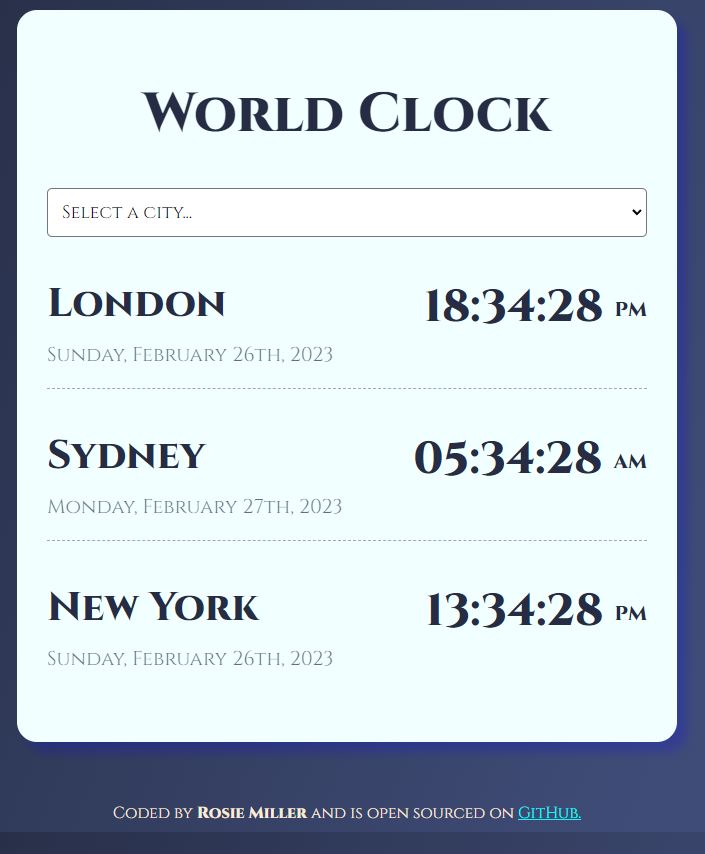 World Clock
Select a city...
London 18:34:28 PM
Sunday, February 26th, 2023
Sydney 05:34:28 AM
Monday, February 27th, 2023
New York 13:34:28 PM
Sunday, February 26th, 2023
Coded by Rosie Miller and is open sourced on GitHub.